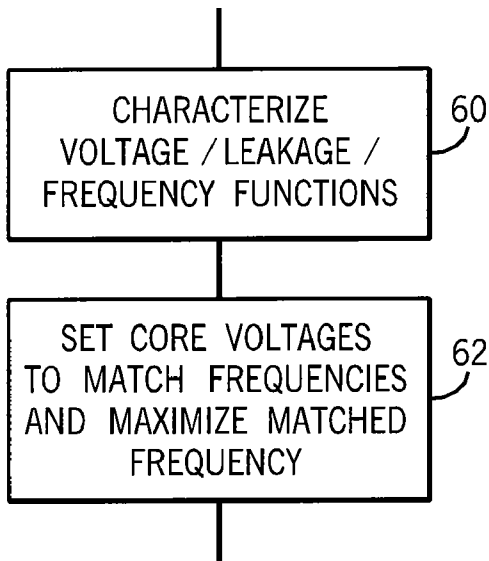 CHARACTERIZE
VOLTAGE / LEAKAGE /
FREQUENCY FUNCTIONS
60
SET CORE VOLTAGES
TO MATCH FREQUENCIES
AND MAXIMIZE MATCHED
FREQUENCY
62